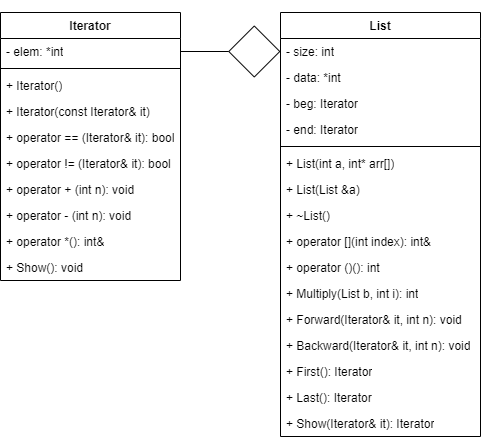 Iterator
- elem: *int
+ Iterator()
+ Iterator(const Iterator& it)
+ operator == (Iterator& it): bool
+ operator != (Iterator& it): bool
+ operator + (int n): void
+ operator - (int n): void
+ operator *(): int&
+ Show(): void
List
- size: int
- data: *int
- beg: Iterator
- end: Iterator
+ List(int a, int* arr[])
+ List(List &a)
+ ~List()
+ operator [](int index): int&
+ operator ()(): int
+ Multiply(List b, int i): int
+ Forward(Iterator& it, int n): void
+ Backward(Iterator& it, int n): void
+ First(): Iterator
+ Last(): Iterator
+ Show(Iterator& it): Iterator